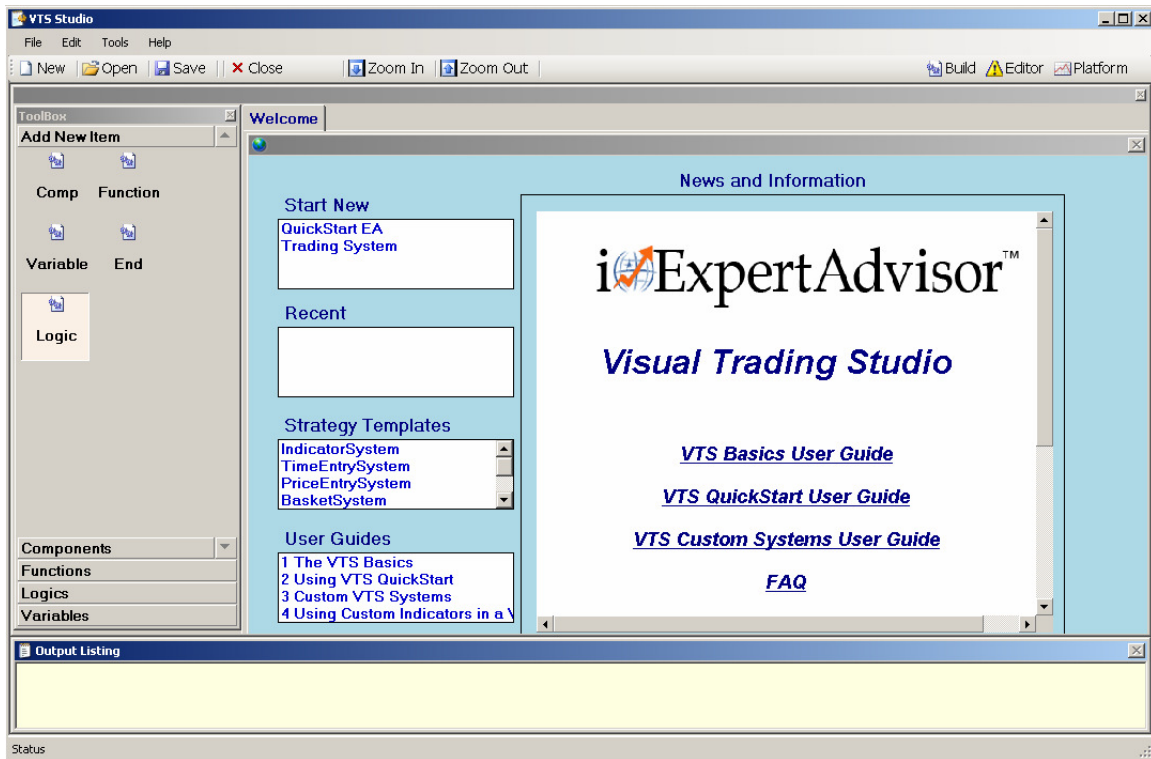 VTS Studio
File Edit Tools Help
New Open Save Close Zoom In Zoom Out Build Editor Platform
ToolBox
Add New Item
Comp Function
Variable End
Logic
Components
Functions
Logics
Variables
Welcome
Start New
QuickStart EA
Trading System
Recent
Strategy Templates
IndicatorSystem
TimeEntrySystem
PriceEntrySystem
BasketSystem
User Guides
1 The VTS Basics
2 Using VTS QuickStart
3 Custom VTS Systems
4 Using Custom Indicators in a
News and Information
iExpertAdvisor™
Visual Trading Studio
VTS Basics User Guide
VTS QuickStart User Guide
VTS Custom Systems User Guide
FAQ
Output Listing
Status